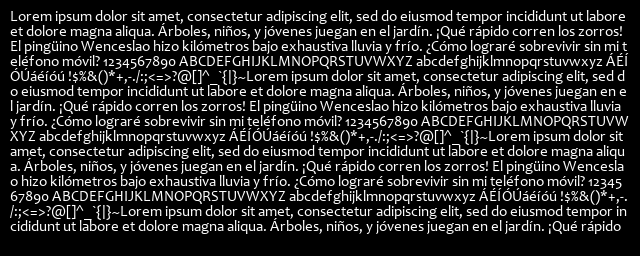 Lorem ipsum dolor sit amet, consectetur adipiscing elit, sed do eiusmod tempor incididunt ut labore
et dolore magna aliqua. Árboles, niños, y jóvenes juegan en el jardín. ¡Qué rápido corren los zorros!
El pingüino Wenceslao hizo kilómetros bajo exhaustiva lluvia y frío. ¿Cómo lograré sobrevivir sin mi t
eléfono móvil? 1234567890 ABCDEFGHIJKLMNOPQRSTUVWXYZ abcdefghijklmnopqrstuvwxyz ÁÉÍ
ÓÚáéíóú !$%&()*+,-./:;<=>?@[]^_`{|}~Lorem ipsum dolor sit amet, consectetur adipiscing elit, sed d
o eiusmod tempor incididunt ut labore et dolore magna aliqua. Árboles, niños, y jóvenes juegan en e
l jardín. ¡Qué rápido corren los zorros! El pingüino Wenceslao hizo kilómetros bajo exhaustiva lluvia
y frío. ¿Cómo lograré sobrevivir sin mi teléfono móvil? 1234567890 ABCDEFGHIJKLMNOPQRSTUVW
XYZ abcdefghijklmnopqrstuvwxyz ÁÉÍÓÚáéíóú !$%&()*+,-./:;<=>?@[]^_`{|}~Lorem ipsum dolor sit
amet, consectetur adipiscing elit, sed do eiusmod tempor incididunt ut labore et dolore magna aliqu
a. Árboles, niños, y jóvenes juegan en el jardín. ¡Qué rápido corren los zorros! El pingüino Wencesla
o hizo kilómetros bajo exhaustiva lluvia y frío. ¿Cómo lograré sobrevivir sin mi teléfono móvil? 12345
67890 ABCDEFGHIJKLMNOPQRSTUVWXYZ abcdefghijklmnopqrstuvwxyz ÁÉÍÓÚáéíóú !$%&()*+,-.
/:;<=>?@[]^_`{|}~Lorem ipsum dolor sit amet, consectetur adipiscing elit, sed do eiusmod tempor in
cididunt ut labore et dolore magna aliqua. Árboles, niños, y jóvenes juegan en el jardín. ¡Qué rápido